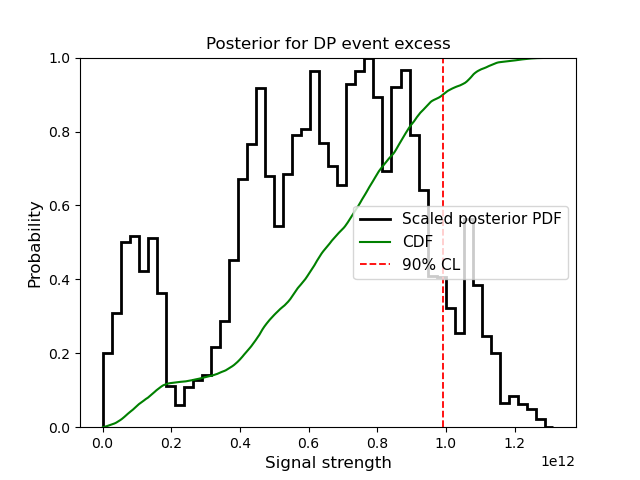 Posterior for DP event excess
Probability
1.0
0.8
0.6
0.4
0.2
0.0
Scaled posterior PDF
CDF
90% CL
0.0 0.2 0.4 0.6 0.8 1.0 1.2
1e12
Signal strength